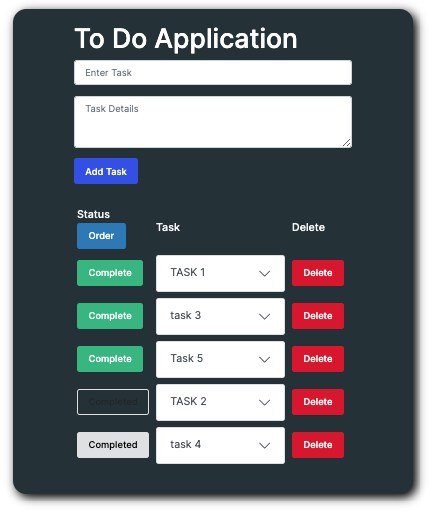 To Do Application
Enter Task
Task Details
Add Task
Status Task Delete
Order
Complete TASK 1 Delete
Complete task 3 Delete
Complete Task 5 Delete
Completed TASK 2 Delete
Completed task 4 Delete